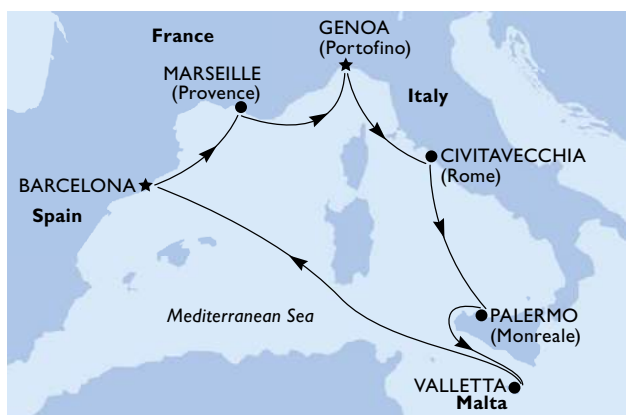 France
GENOA
(Portofino)
MARSEILLE
(Provence)
Italy
CIVITAVECCHIA
(Rome)
BARCELONA
Spain
Mediterranean Sea
PALERMO
(Monreale)
VALLETTA
Malta